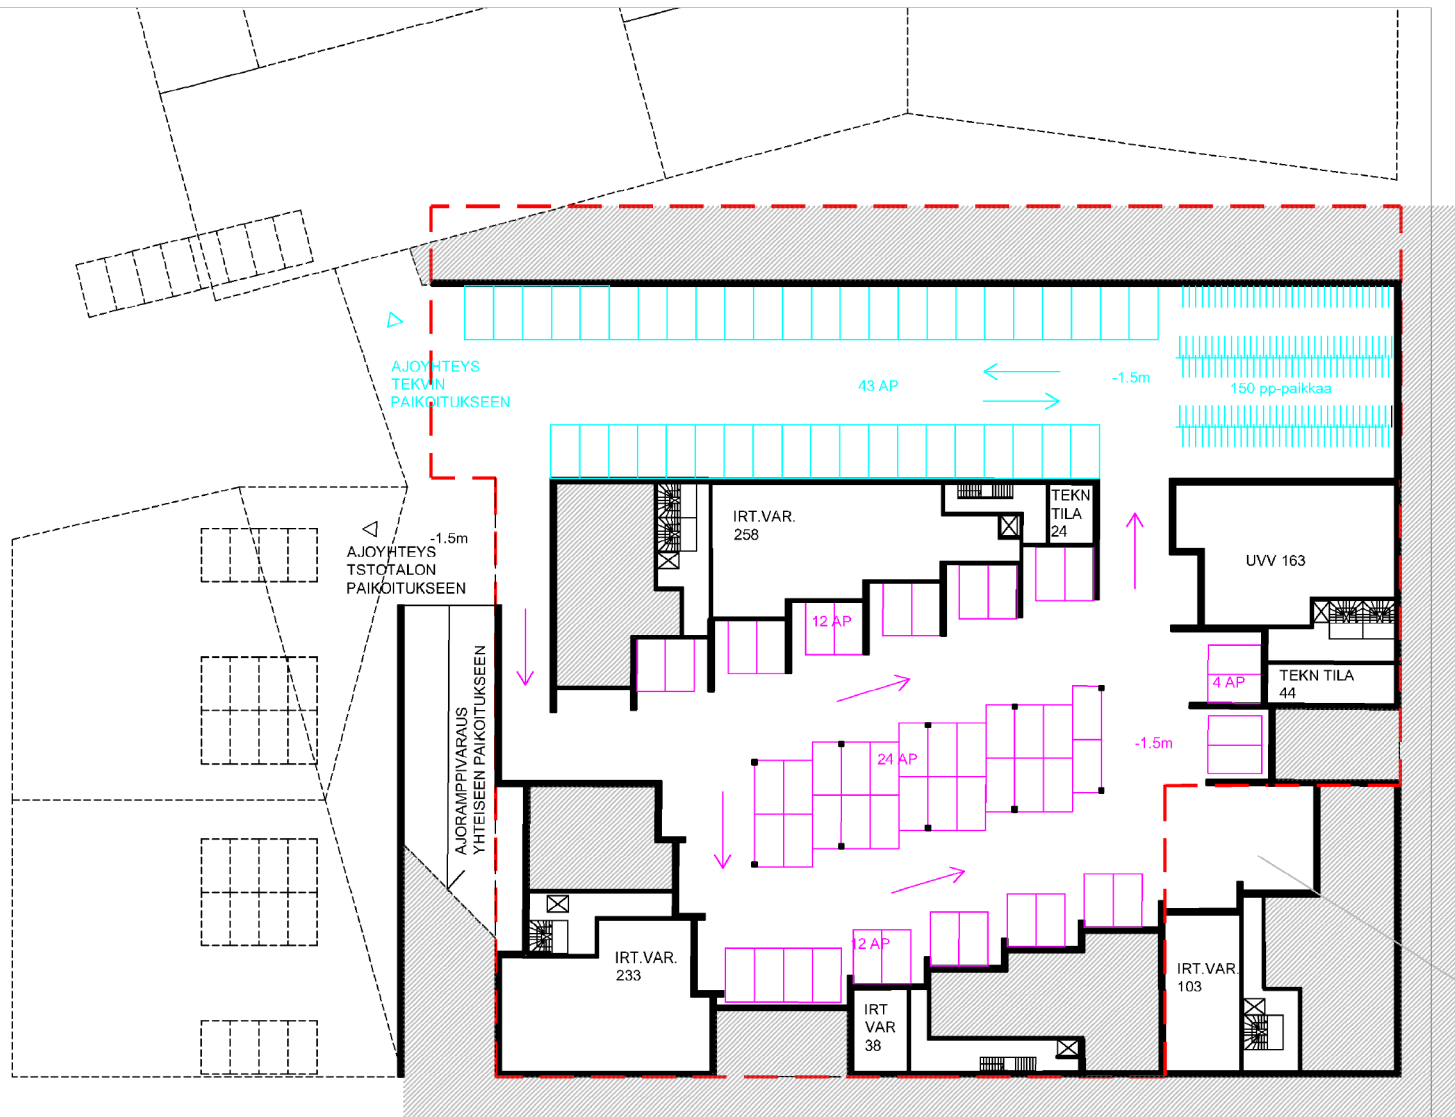 AJOYHTEYS
TEKVIN
PAIKOITUKSEEN
43 AP
-1.5m
150 pp-paikkaa
AJOYHTEYS
TSTOTALON
PAIKOITUKSEEN
-1.5m
IRT.VAR.
258
TEKN
TILA
24
UVV 163
12 AP
4 AP
TEKN TILA
44
AJORAMPPIVARAUS
YHTEISEEN PAIKOITUKSEEN
24 AP
-1.5m
IRT.VAR.
233
12 AP
IRT
VAR
38
IRT.VAR.
103